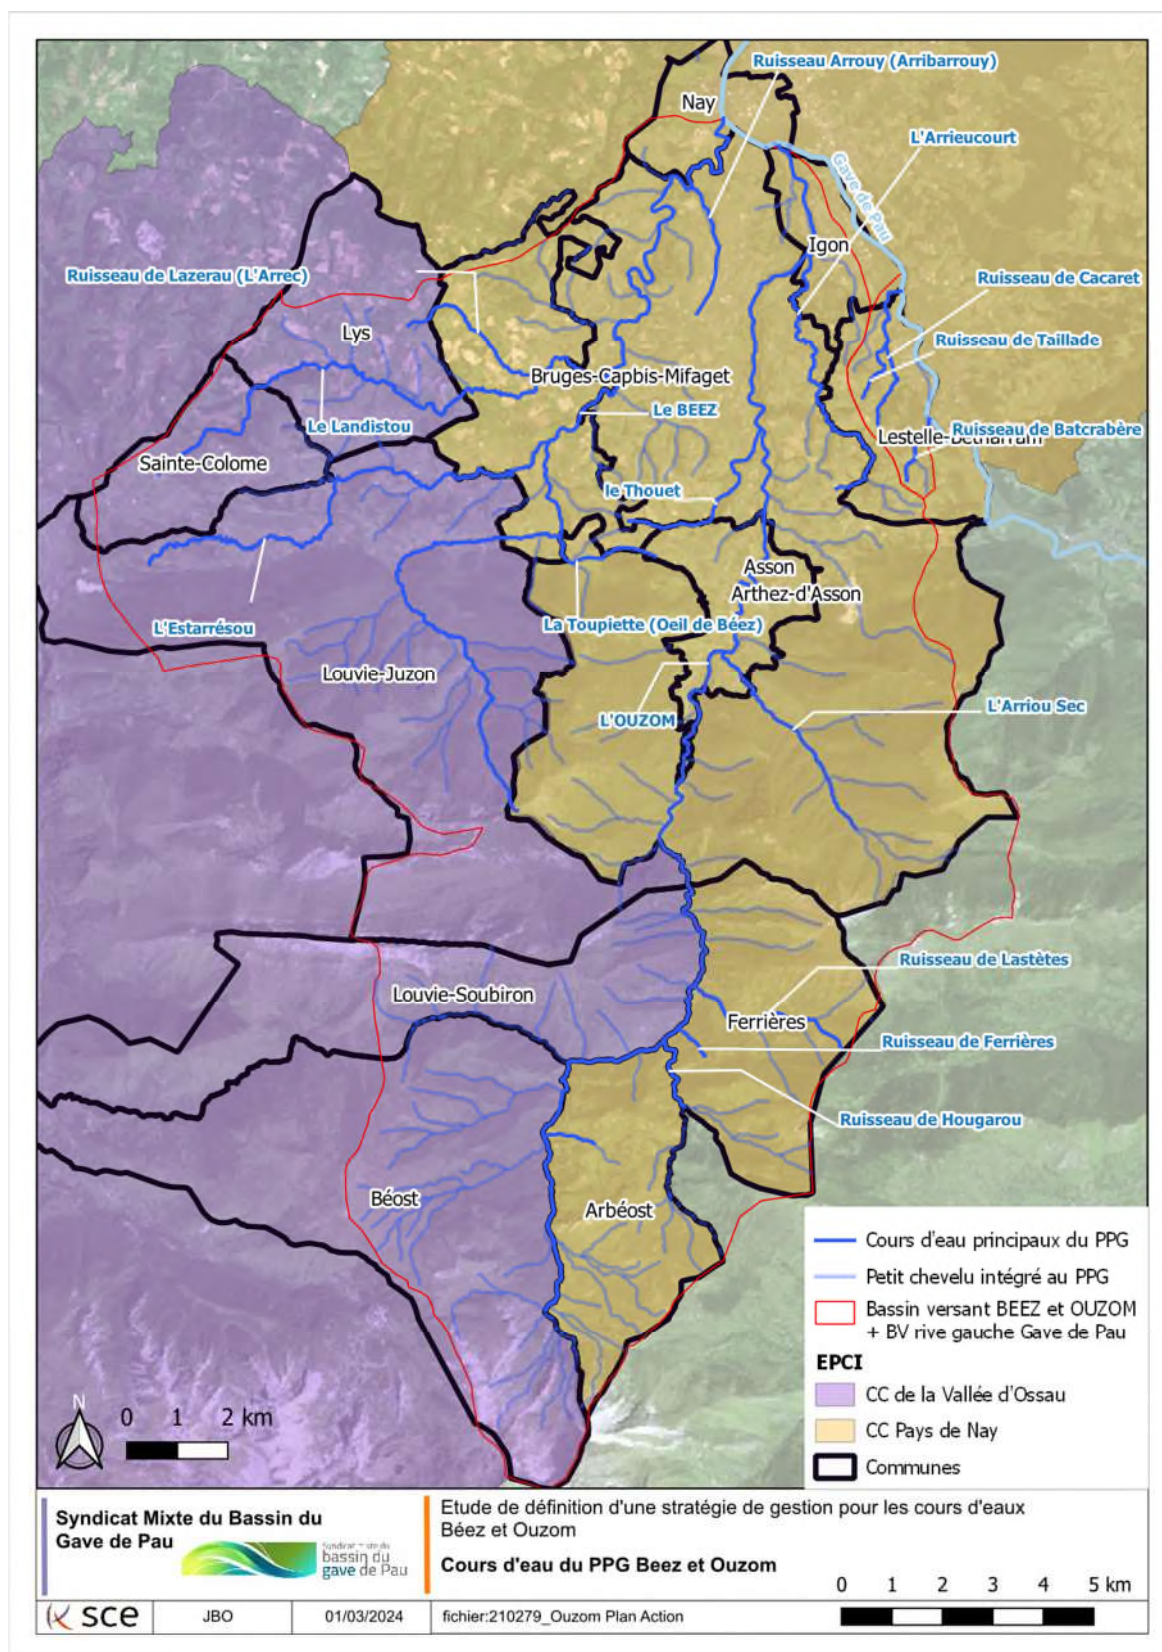 Ruisseau Arrouy (Arribarrouy)
Nay
L'Arrieucourt
Gave de Pau
Igon
Ruisseau de Lazerau (L'Arrec)
Ruisseau de Cacaret
Lys
Ruisseau de Taillade
Bruges-Capbis-Mifaget
Le BEEZ
Le Landistou
Ruisseau de Batcrabère
Lestelle-Bétharram
Sainte-Colome
le Thouet
Asson
Arthez-d'Asson
L'Estarrésou
La Toupiette (Oeil de Béez)
Louvie-Juzon
L'OUZOM
L'Arriou Sec
Ruisseau de Lastètes
Louvie-Soubiron
Ferrières
Ruisseau de Ferrières
Ruisseau de Hougarou
Béost
Arbéost
Cours d'eau principaux du PPG
Petit chevelu intégré au PPG
Bassin versant BEEZ et OUZOM
+ BV rive gauche Gave de Pau
EPCI
CC de la Vallée d'Ossau
CC Pays de Nay
Communes
N
0 1 2 km
Syndicat Mixte du Bassin du
Gave de Pau
Syndicat mixte du
bassin du
gave de Pau
Etude de définition d'une stratégie de gestion pour les cours d'eaux
Béez et Ouzom
Cours d'eau du PPG Beez et Ouzom
0 1 2 3 4 5 km
sce
JBO
01/03/2024
fichier:210279_Ouzom Plan Action